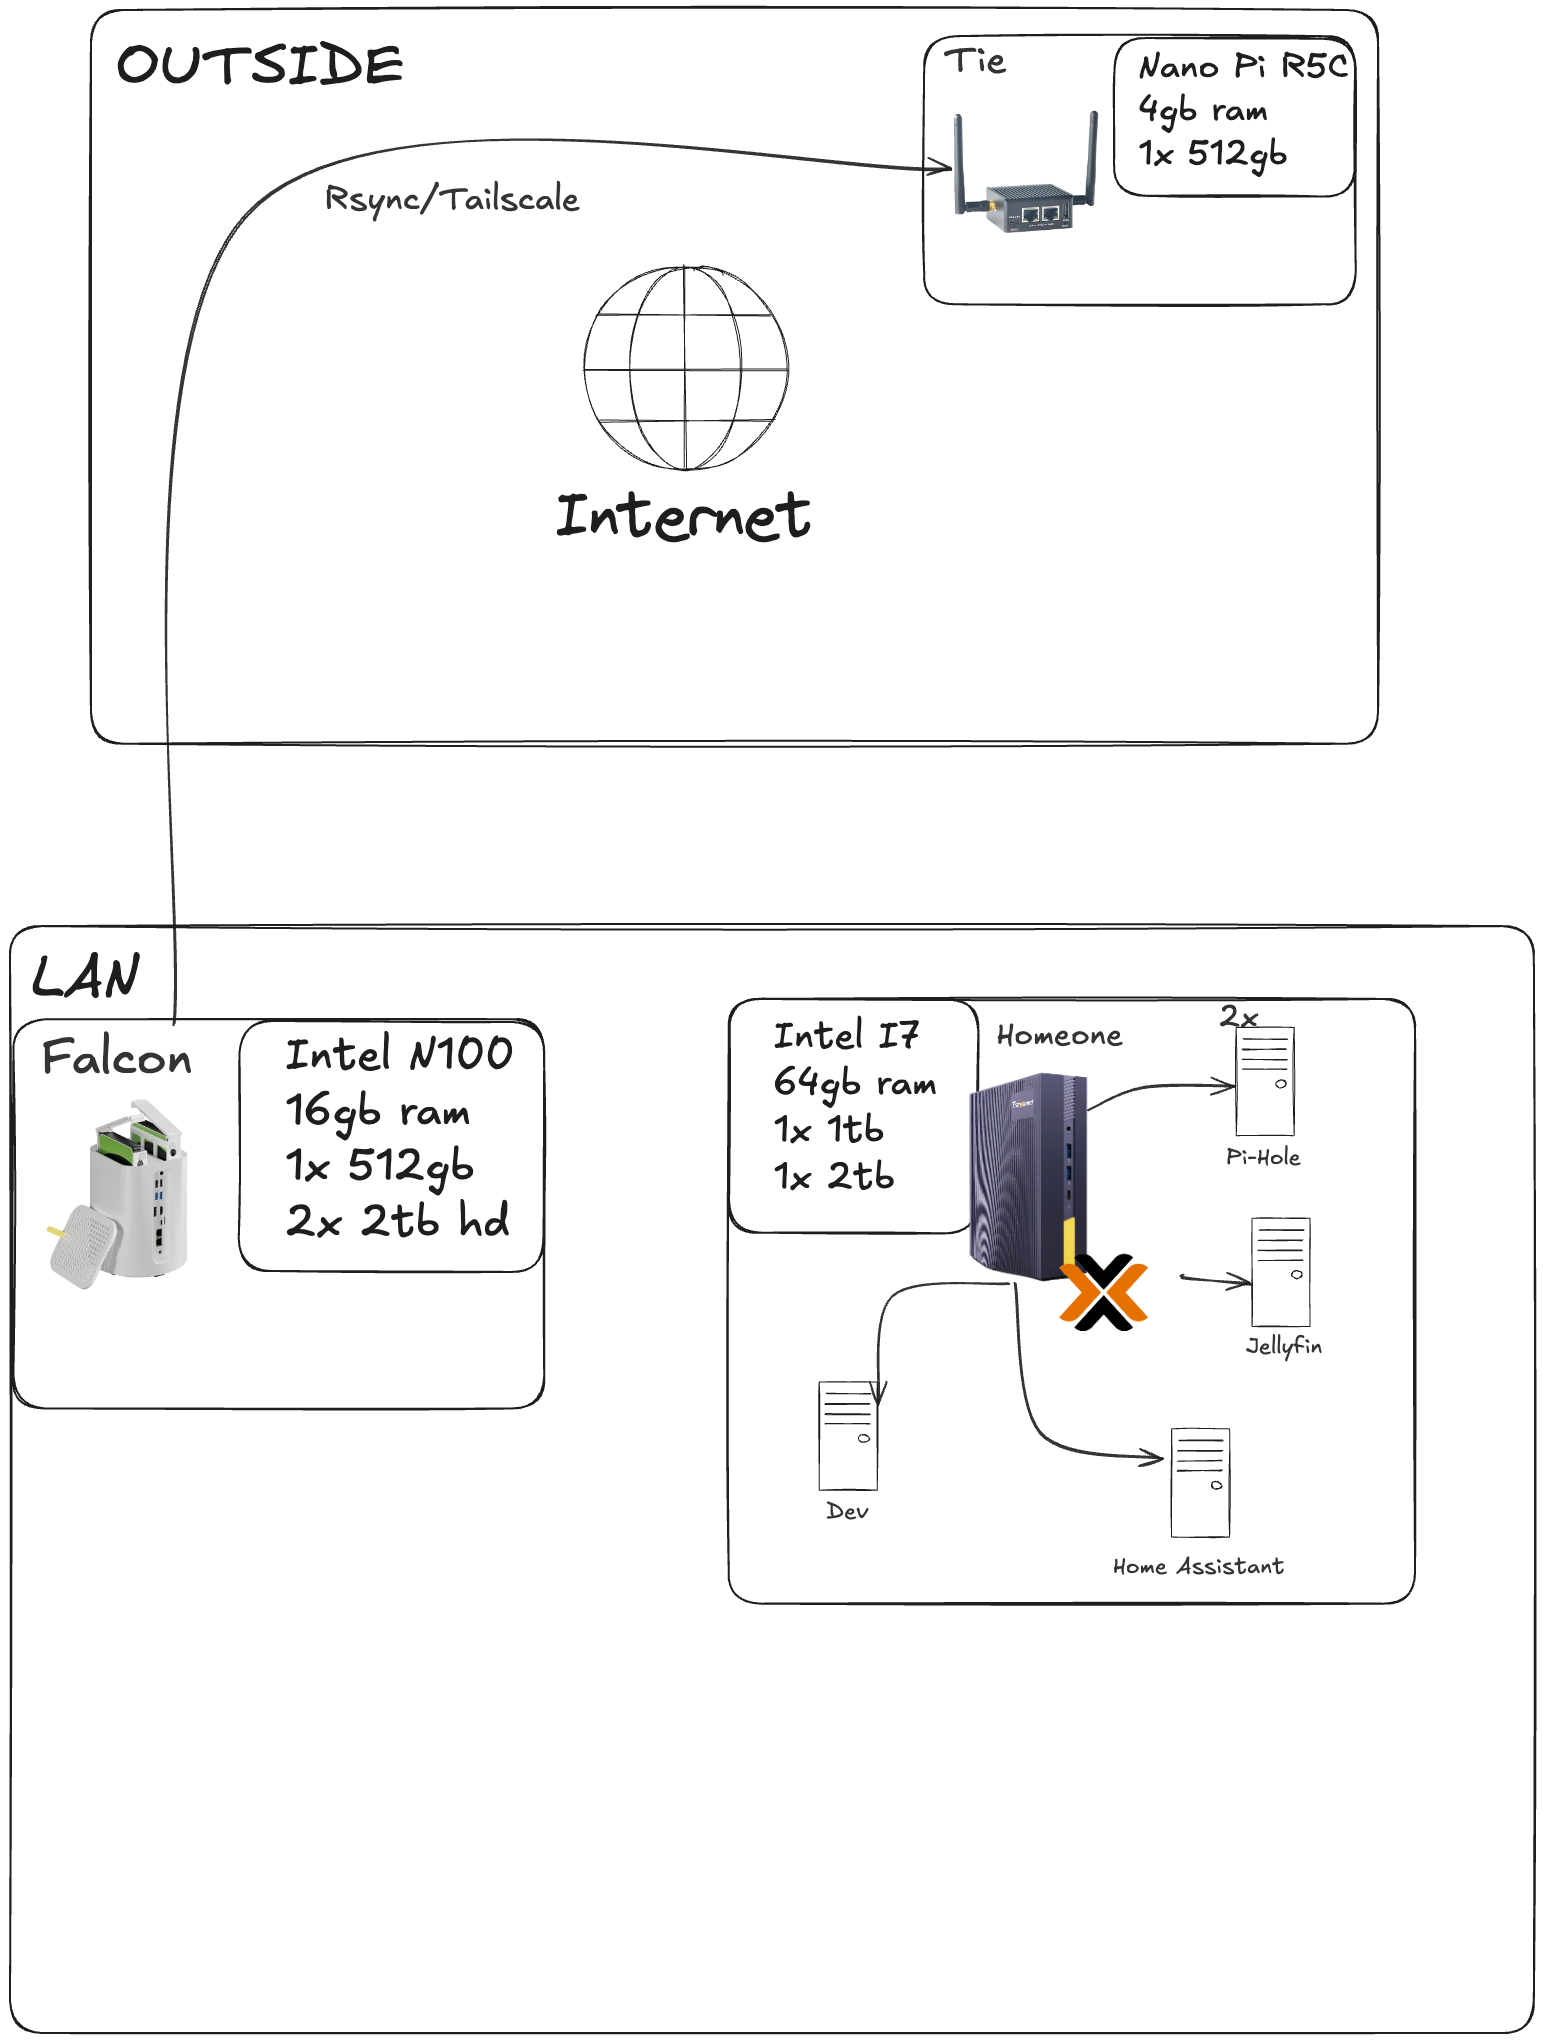 OUTSIDE
Tie
Nano Pi R5C
4gb ram
1x 512gb
Rsync/Tailscale
Internet
LAN
Falcon
Intel N100
16gb ram
1x 512gb
2x 2tb hd
Intel I7
64gb ram
1x 1tb
1x 2tb
Homeone
2x
Pi-Hole
Jellyfin
Dev
Home Assistant